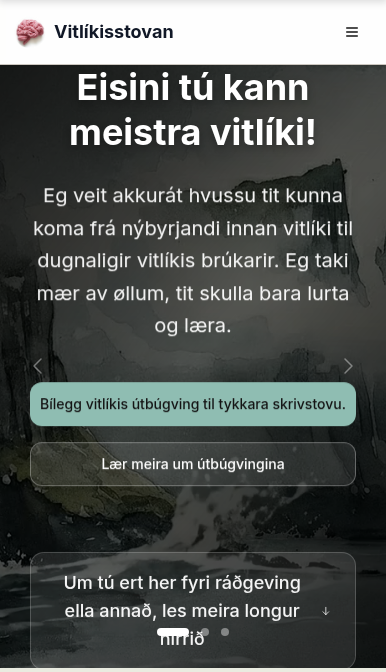 Vitlíkisstovan
Eisini tú kann
meistra vitlíki!
Eg veit akkurát hvussu tit kunna
koma frá nýbyrjandi innan vitlíki til
dugnaligir vitlíkis brúkarir. Eg taki
mær av øllum, tit skulla bara lurta
og læra.
Bílegg vitlíkis útbúgving til tykkara skrivstovu.
Lær meira um útbúgvingina
Um tú ert her fyri ráðgeving
ella annað, les meira longur
niðri